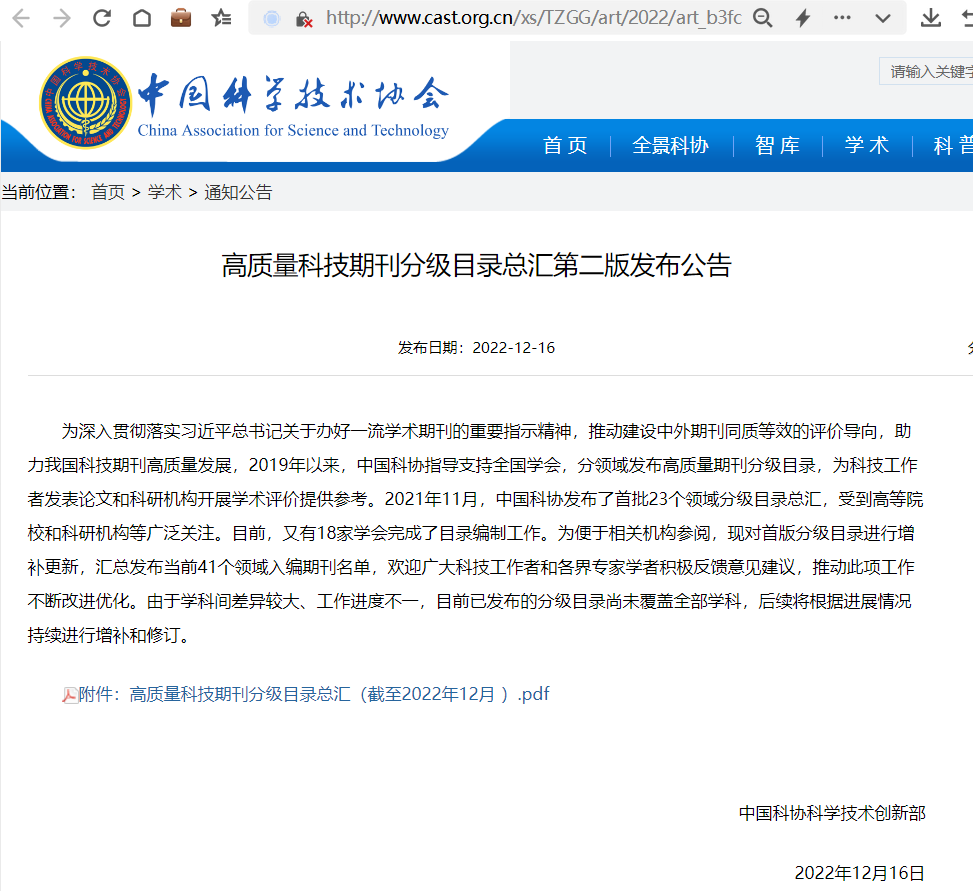 http://www.cast.org.cn/xs/TZGG/art/2022/art_b3fc
中国科学技术协会
China Association for Science and Technology
请输入关键字
首页 全景科协 智库 学术 科普
当前位置： 首页 > 学术 > 通知公告
高质量科技期刊分级目录总汇第二版发布公告
发布日期：2022-12-16
为深入贯彻落实习近平总书记关于办好一流学术期刊的重要指示精神，推动建设中外期刊同质等效的评价导向，助
力我国科技期刊高质量发展，2019年以来，中国科协指导支持全国学会，分领域发布高质量期刊分级目录，为科技工作
者发表论文和科研机构开展学术评价提供参考。2021年11月，中国科协发布了首批23个领域分级目录总汇，受到高等院
校和科研机构等广泛关注。目前，又有18家学会完成了目录编制工作。为便于相关机构参阅，现对首版分级目录进行增
补更新，汇总发布当前41个领域入编期刊名单，欢迎广大科技工作者和各界专家学者积极反馈意见建议，推动此项工作
不断改进优化。由于学科间差异较大、工作进度不一，目前已发布的分级目录尚未覆盖全部学科，后续将根据进展情况
持续进行增补和修订。
附件：高质量科技期刊分级目录总汇（截至2022年12月 ）.pdf
中国科协科学技术创新部
2022年12月16日